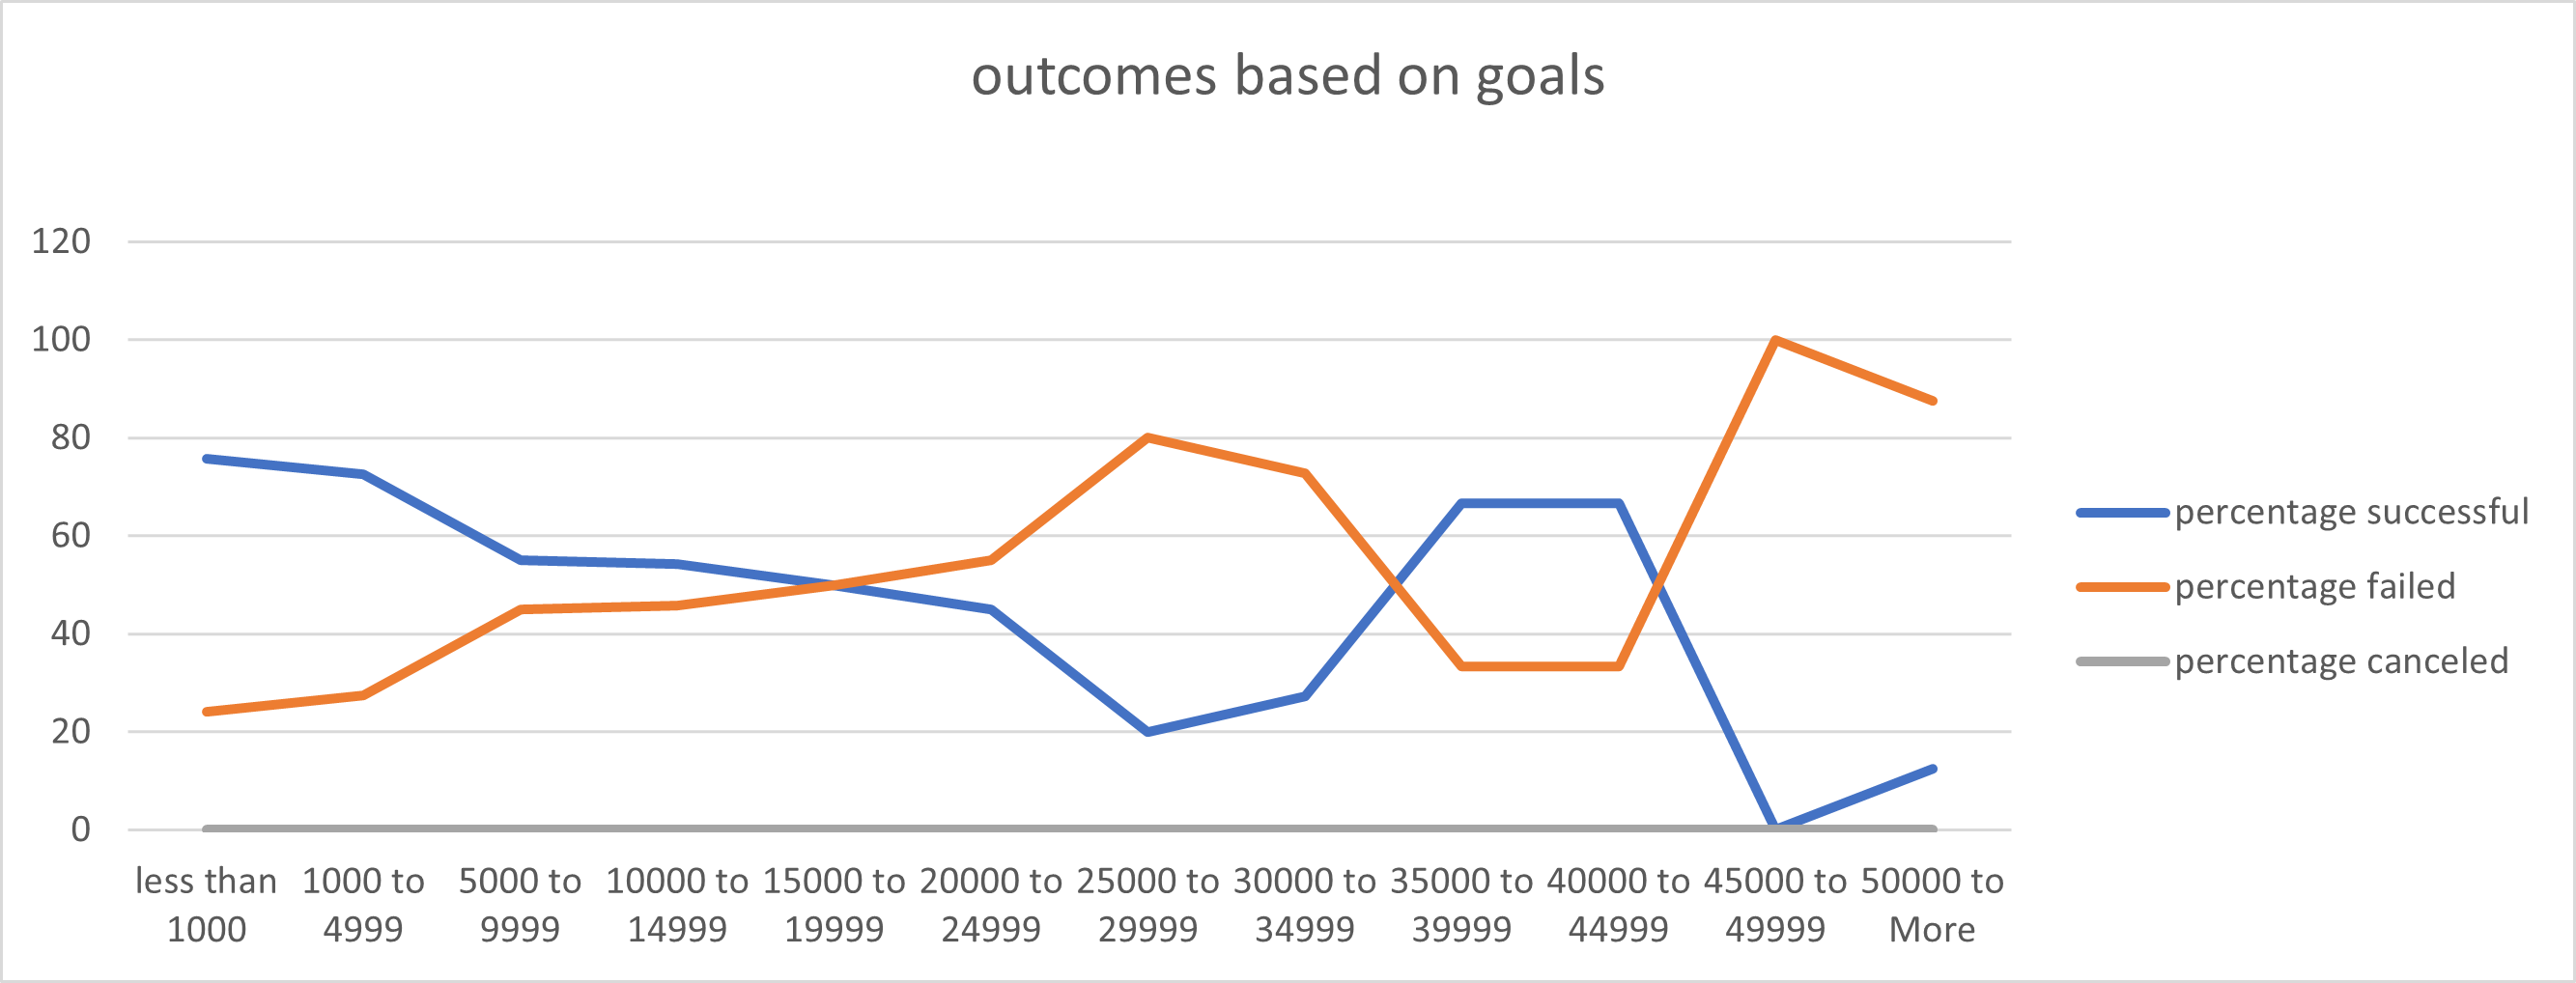 outcomes based on goals
120
100
80
60
40
20
0
less than 1000
1000 to 4999
5000 to 9999
10000 to 14999
15000 to 19999
20000 to 24999
25000 to 29999
30000 to 34999
35000 to 39999
40000 to 44999
45000 to 49999
50000 to More
percentage successful
percentage failed
percentage canceled